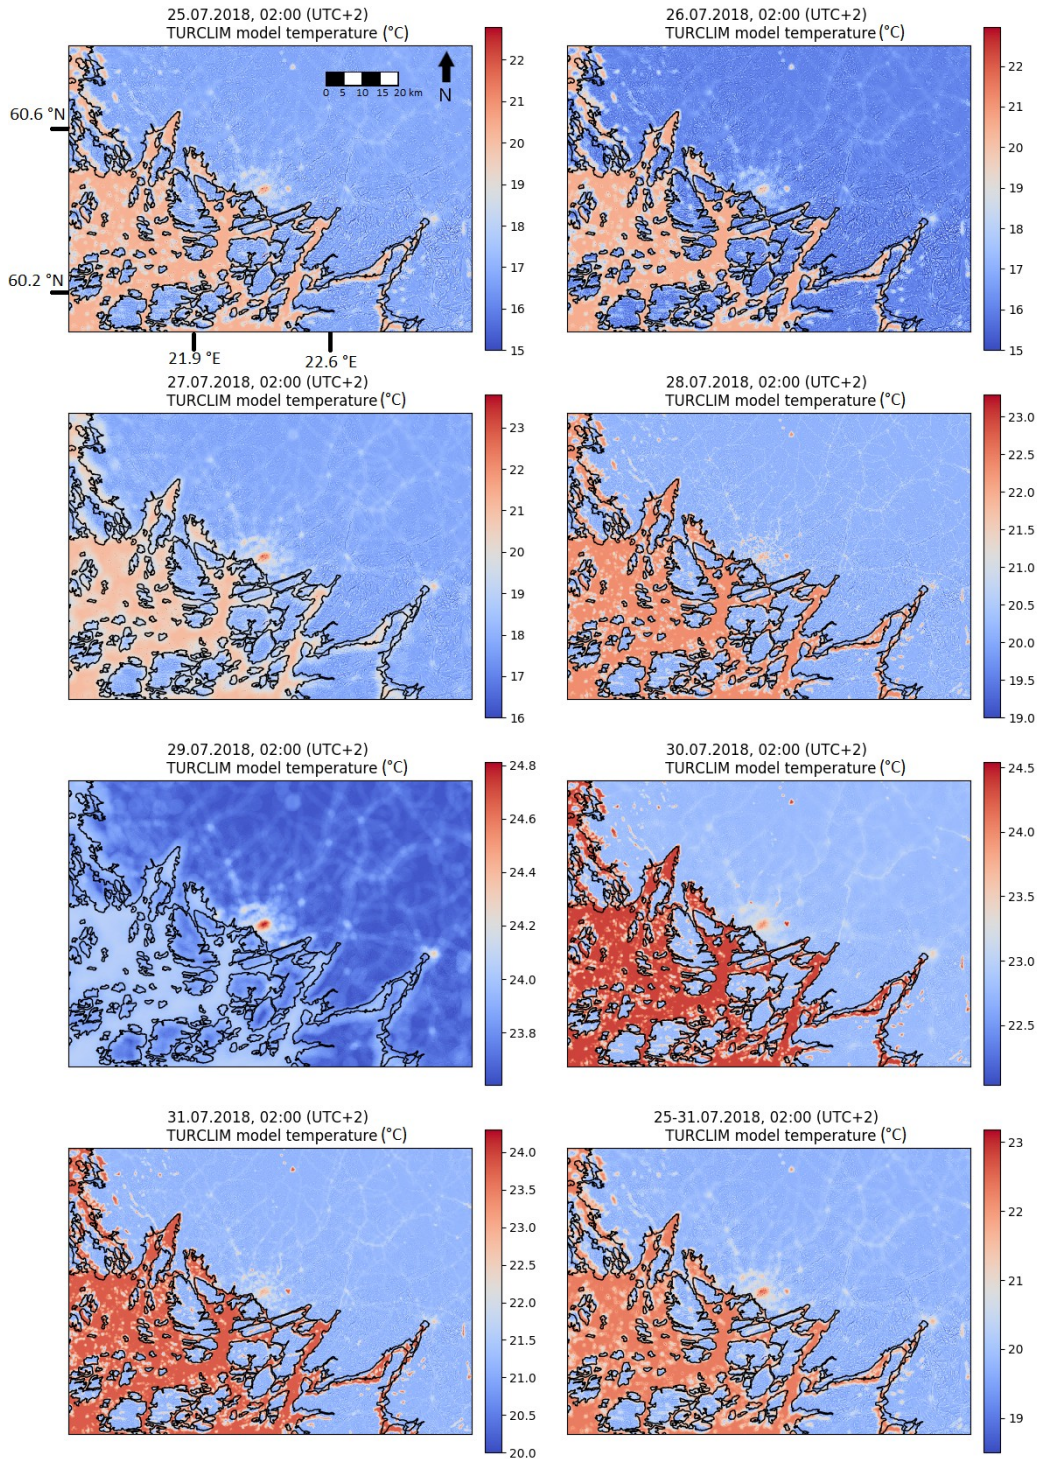 25.07.2018, 02:00 (UTC+2)
TURCLIM model temperature (°C)
0 5 10 15 20 km
N
60.6 °N
60.2 °N
21.9 °E
22.6 °E
22
21
20
19
18
17
16
15
26.07.2018, 02:00 (UTC+2)
TURCLIM model temperature (°C)
22
21
20
19
18
17
16
15
27.07.2018, 02:00 (UTC+2)
TURCLIM model temperature (°C)
23
22
21
20
19
18
17
16
28.07.2018, 02:00 (UTC+2)
TURCLIM model temperature (°C)
23.0
22.5
22.0
21.5
21.0
20.5
20.0
19.5
19.0
29.07.2018, 02:00 (UTC+2)
TURCLIM model temperature (°C)
24.8
24.6
24.4
24.2
24.0
23.8
30.07.2018, 02:00 (UTC+2)
TURCLIM model temperature (°C)
24.5
24.0
23.5
23.0
22.5
31.07.2018, 02:00 (UTC+2)
TURCLIM model temperature (°C)
24.0
23.5
23.0
22.5
22.0
21.5
21.0
20.5
20.0
25-31.07.2018, 02:00 (UTC+2)
TURCLIM model temperature (°C)
23
22
21
20
19